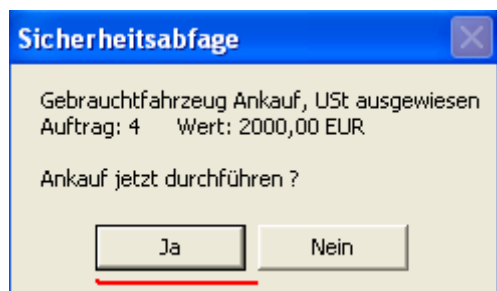 Sicherheitsabfage
Gebrauchtfahrzeug Ankauf, USt ausgewiesen
Auftrag: 4 Wert: 2000,00 EUR
Ankauf jetzt durchführen ?
Ja Nein